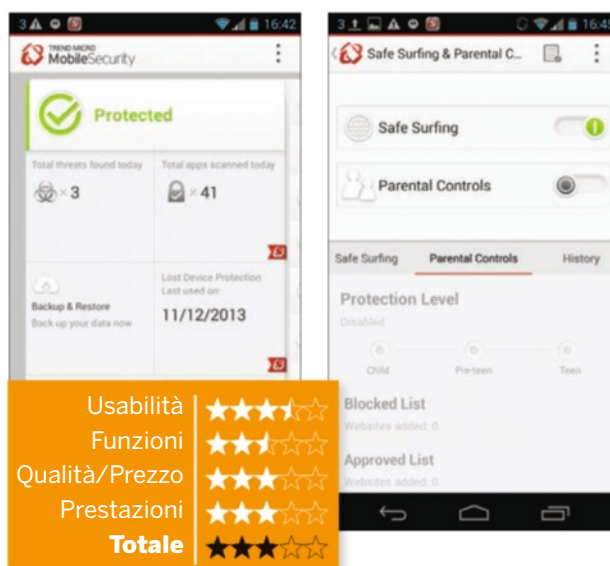 3
16:42
TREND MICRO
MobileSecurity
Protected
Total threats found today
× 3
Total apps scanned today
× 41
Backup & Restore
Back up your data now
Last Device Protection
Last used on:
11/12/2013
3
16:45
Safe Surfing & Parental C...
Safe Surfing
Parental Controls
Safe Surfing
Parental Controls
History
Protection Level
Disabled
Child
Pre-teen
Teen
Blocked List
Websites added: 0
Approved List
Websites added: 0
Usabilità
Funzioni
Qualità/Prezzo
Prestazioni
Totale